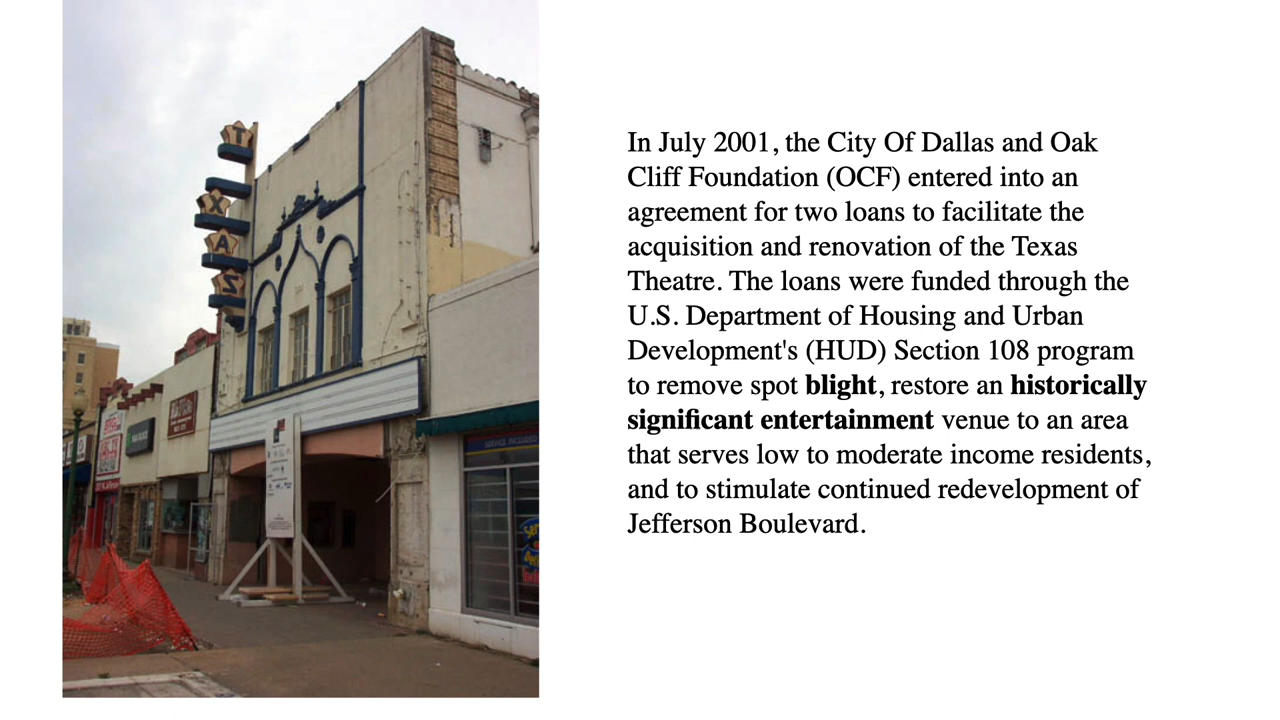 T
X
A
S
SERVICE INCLUDED
In July 2001, the City Of Dallas and Oak
Cliff Foundation (OCF) entered into an
agreement for two loans to facilitate the
acquisition and renovation of the Texas
Theatre. The loans were funded through the
U.S. Department of Housing and Urban
Development's (HUD) Section 108 program
to remove spot blight, restore an historically
significant entertainment venue to an area
that serves low to moderate income residents,
and to stimulate continued redevelopment of
Jefferson Boulevard.